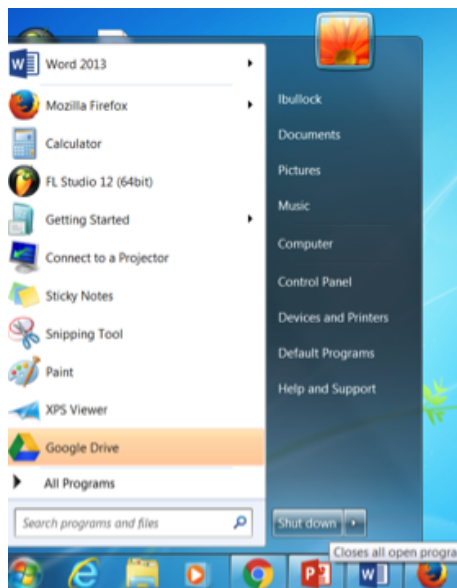 Word 2013
Mozilla Firefox
Calculator
FL Studio 12 (64bit)
Getting Started
Connect to a Projector
Sticky Notes
Snipping Tool
Paint
XPS Viewer
Google Drive
All Programs
Search programs and files
lbullock
Documents
Pictures
Music
Computer
Control Panel
Devices and Printers
Default Programs
Help and Support
Shut down
Closes all open progra